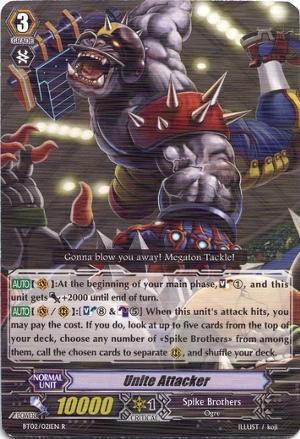 3
GRADE
Gonna blow you away! Megaton Tackle!
AUTO[ ]:At the beginning of your main phase, [ 1], and this
unit gets +2000 until end of turn.
AUTO[ / ]:[ 8 & 5] When this unit's attack hits, you
may pay the cost. If you do, look at up to five cards from the top of
your deck, choose any number of «Spike Brothers» from among
them, call the chosen cards to separate , and shuffle your deck.
NORMAL
UNIT
Unite Attacker
POWER
10000
1
CRITICAL
Spike Brothers
Ogre
BT02/021EN R
ILLUST / koji